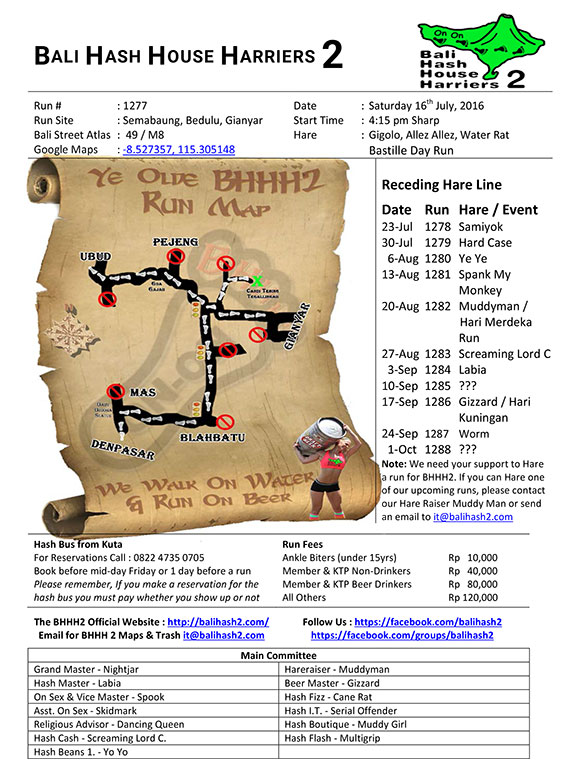 BALI HASH HOUSE HARRIERS 2
On On
Bali
Hash
House
Harriers 2
Run # : 1277
Run Site : Semabaung, Bedulu, Gianyar
Bali Street Atlas : 49 / M8
Google Maps : -8.527357, 115.305148
Date : Saturday 16th July, 2016
Start Time : 4:15 pm Sharp
Hare : Gigolo, Allez Allez, Water Rat
Bastille Day Run
Ye Olde BHHH2
Run Map
PEJENG
UBUD
GOA
GAJAH
X
CANDI TEBING
TEGALLINGAH
GIANYAR
MAS
DENPASAR
BLAHBATU
We Walk On Water
& Run On Beer
Receding Hare Line
Date Run Hare / Event
23-Jul 1278 Samiyok
30-Jul 1279 Hard Case
6-Aug 1280 Ye Ye
13-Aug 1281 Spank My
Monkey
20-Aug 1282 Muddyman /
Hari Merdeka
Run
27-Aug 1283 Screaming Lord C
3-Sep 1284 Labia
10-Sep 1285 ???
17-Sep 1286 Gizzard / Hari
Kuningan
24-Sep 1287 Worm
1-Oct 1288 ???
Note: We need your support to Hare
a run for BHHH2. If you can Hare one
of our upcoming runs, please contact
our Hare Raiser Muddy Man or send
an email to it@balihash2.com
Hash Bus from Kuta
For Reservations Call : 0822 4735 0705
Book before mid-day Friday or 1 day before a run
Please remember, If you make a reservation for the
hash bus you must pay whether you show up or not
Run Fees
Ankle Biters (under 15yrs) Rp 10,000
Member & KTP Non-Drinkers Rp 40,000
Member & KTP Beer Drinkers Rp 80,000
All Others Rp 120,000
The BHHH2 Official Website : http://balihash2.com/
Email for BHHH 2 Maps & Trash it@balihash2.com
Follow Us : https://facebook.com/balihash2
https://facebook.com/groups/balihash2
Main Committee
Grand Master - Nightjar
Hareraiser - Muddyman
Hash Master - Labia
Beer Master - Gizzard
On Sex & Vice Master - Spook
Hash Fizz - Cane Rat
Asst. On Sex - Skidmark
Hash I.T. - Serial Offender
Religious Advisor - Dancing Queen
Hash Boutique - Muddy Girl
Hash Cash - Screaming Lord C.
Hash Flash - Multigrip
Hash Beans 1. - Yo Yo